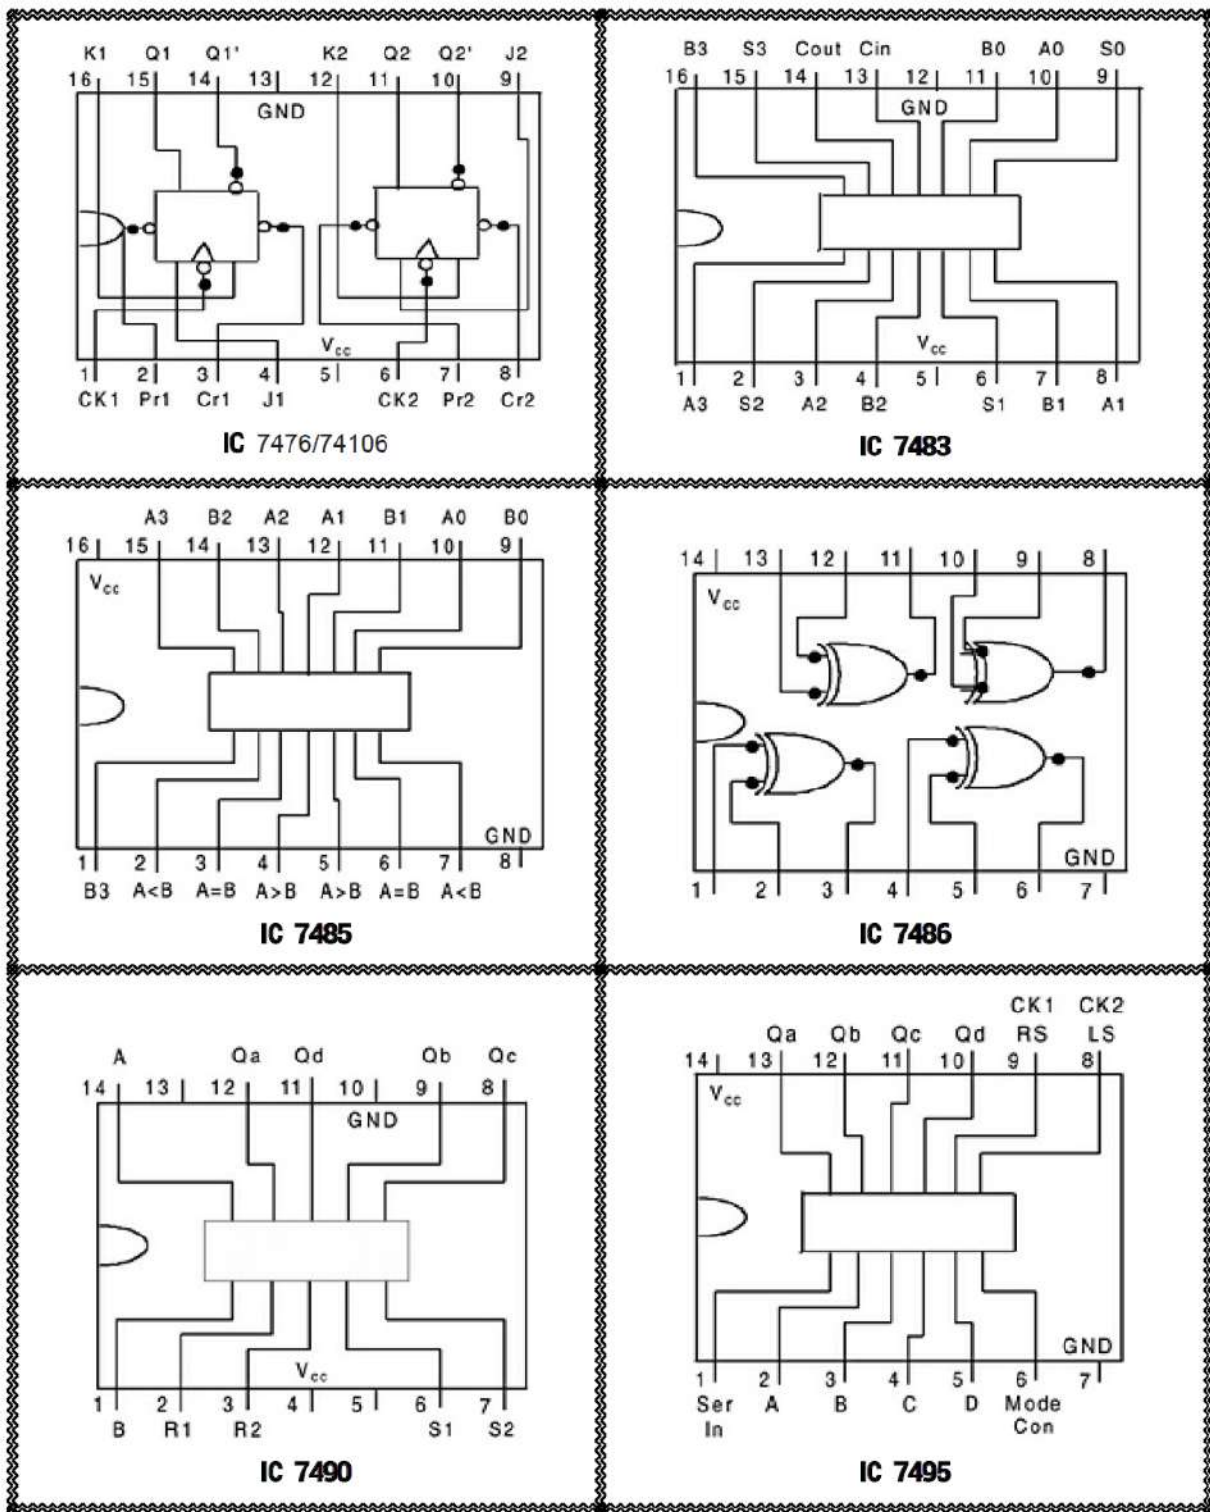 K1 Q1 Q1' K2 Q2 Q2' J2
16 15 14 13 12 11 10 9
GND
Vcc
1 2 3 4 5 6 7 8
CK1 Pr1 Cr1 J1 CK2 Pr2 Cr2
IC 7476/74106
B3 S3 Cout Cin B0 A0 S0
16 15 14 13 12 11 10 9
GND
Vcc
1 2 3 4 5 6 7 8
A3 S2 A2 B2 S1 B1 A1
IC 7483
A3 B2 A2 A1 B1 A0 B0
16 15 14 13 12 11 10 9
Vcc
GND
1 2 3 4 5 6 7 8
B3 A<B A=B A>B A>B A=B A<B
IC 7485
14 13 12 11 10 9 8
Vcc
GND
1 2 3 4 5 6 7
IC 7486
A Qa Qd Qb Qc
14 13 12 11 10 9 8
GND
Vcc
1 2 3 4 5 6 7
B R1 R2 S1 S2
IC 7490
CK1 CK2
Qa Qb Qc Qd RS LS
14 13 12 11 10 9 8
Vcc
GND
1 2 3 4 5 6 7
Ser A B C D Mode
In Con
IC 7495